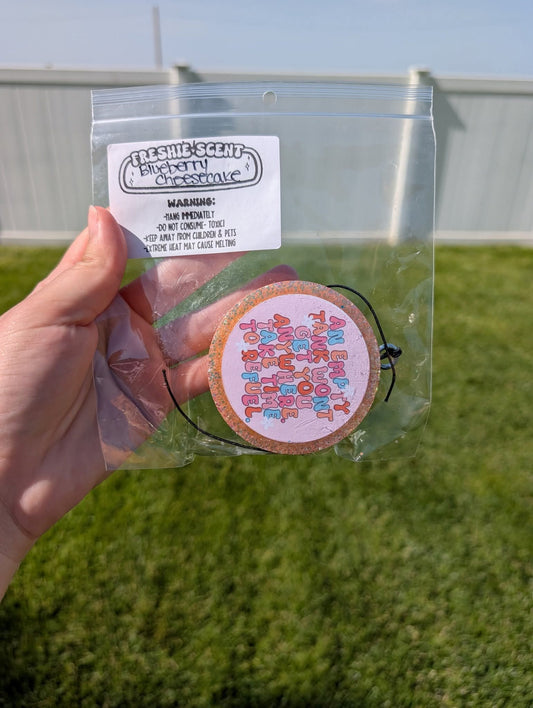 FRESHIE SCENT
Blueberry
Cheesecake
WARNING:
-HANG IMMEDIATELY
-DO NOT CONSUME- TOXIC!
-KEEP AWAY FROM CHILDREN & PETS
-EXTREME HEAT MAY CAUSE MELTING
AN EMPTY
TANK WONT
GET YOU
ANYWHERE.
TAKE TIME
TO REFUEL.